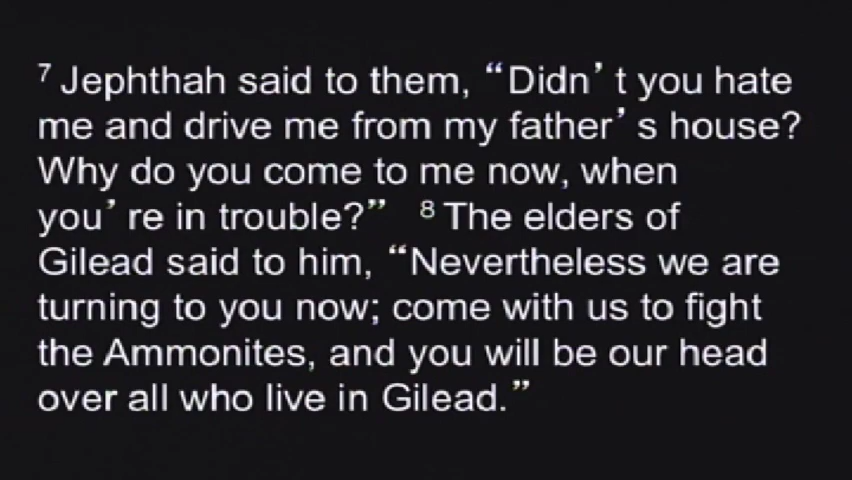 ⁷ Jephthah said to them, “Didn’t you hate
me and drive me from my father’s house?
Why do you come to me now, when
you’re in trouble?” ⁸ The elders of
Gilead said to him, “Nevertheless we are
turning to you now; come with us to fight
the Ammonites, and you will be our head
over all who live in Gilead.”